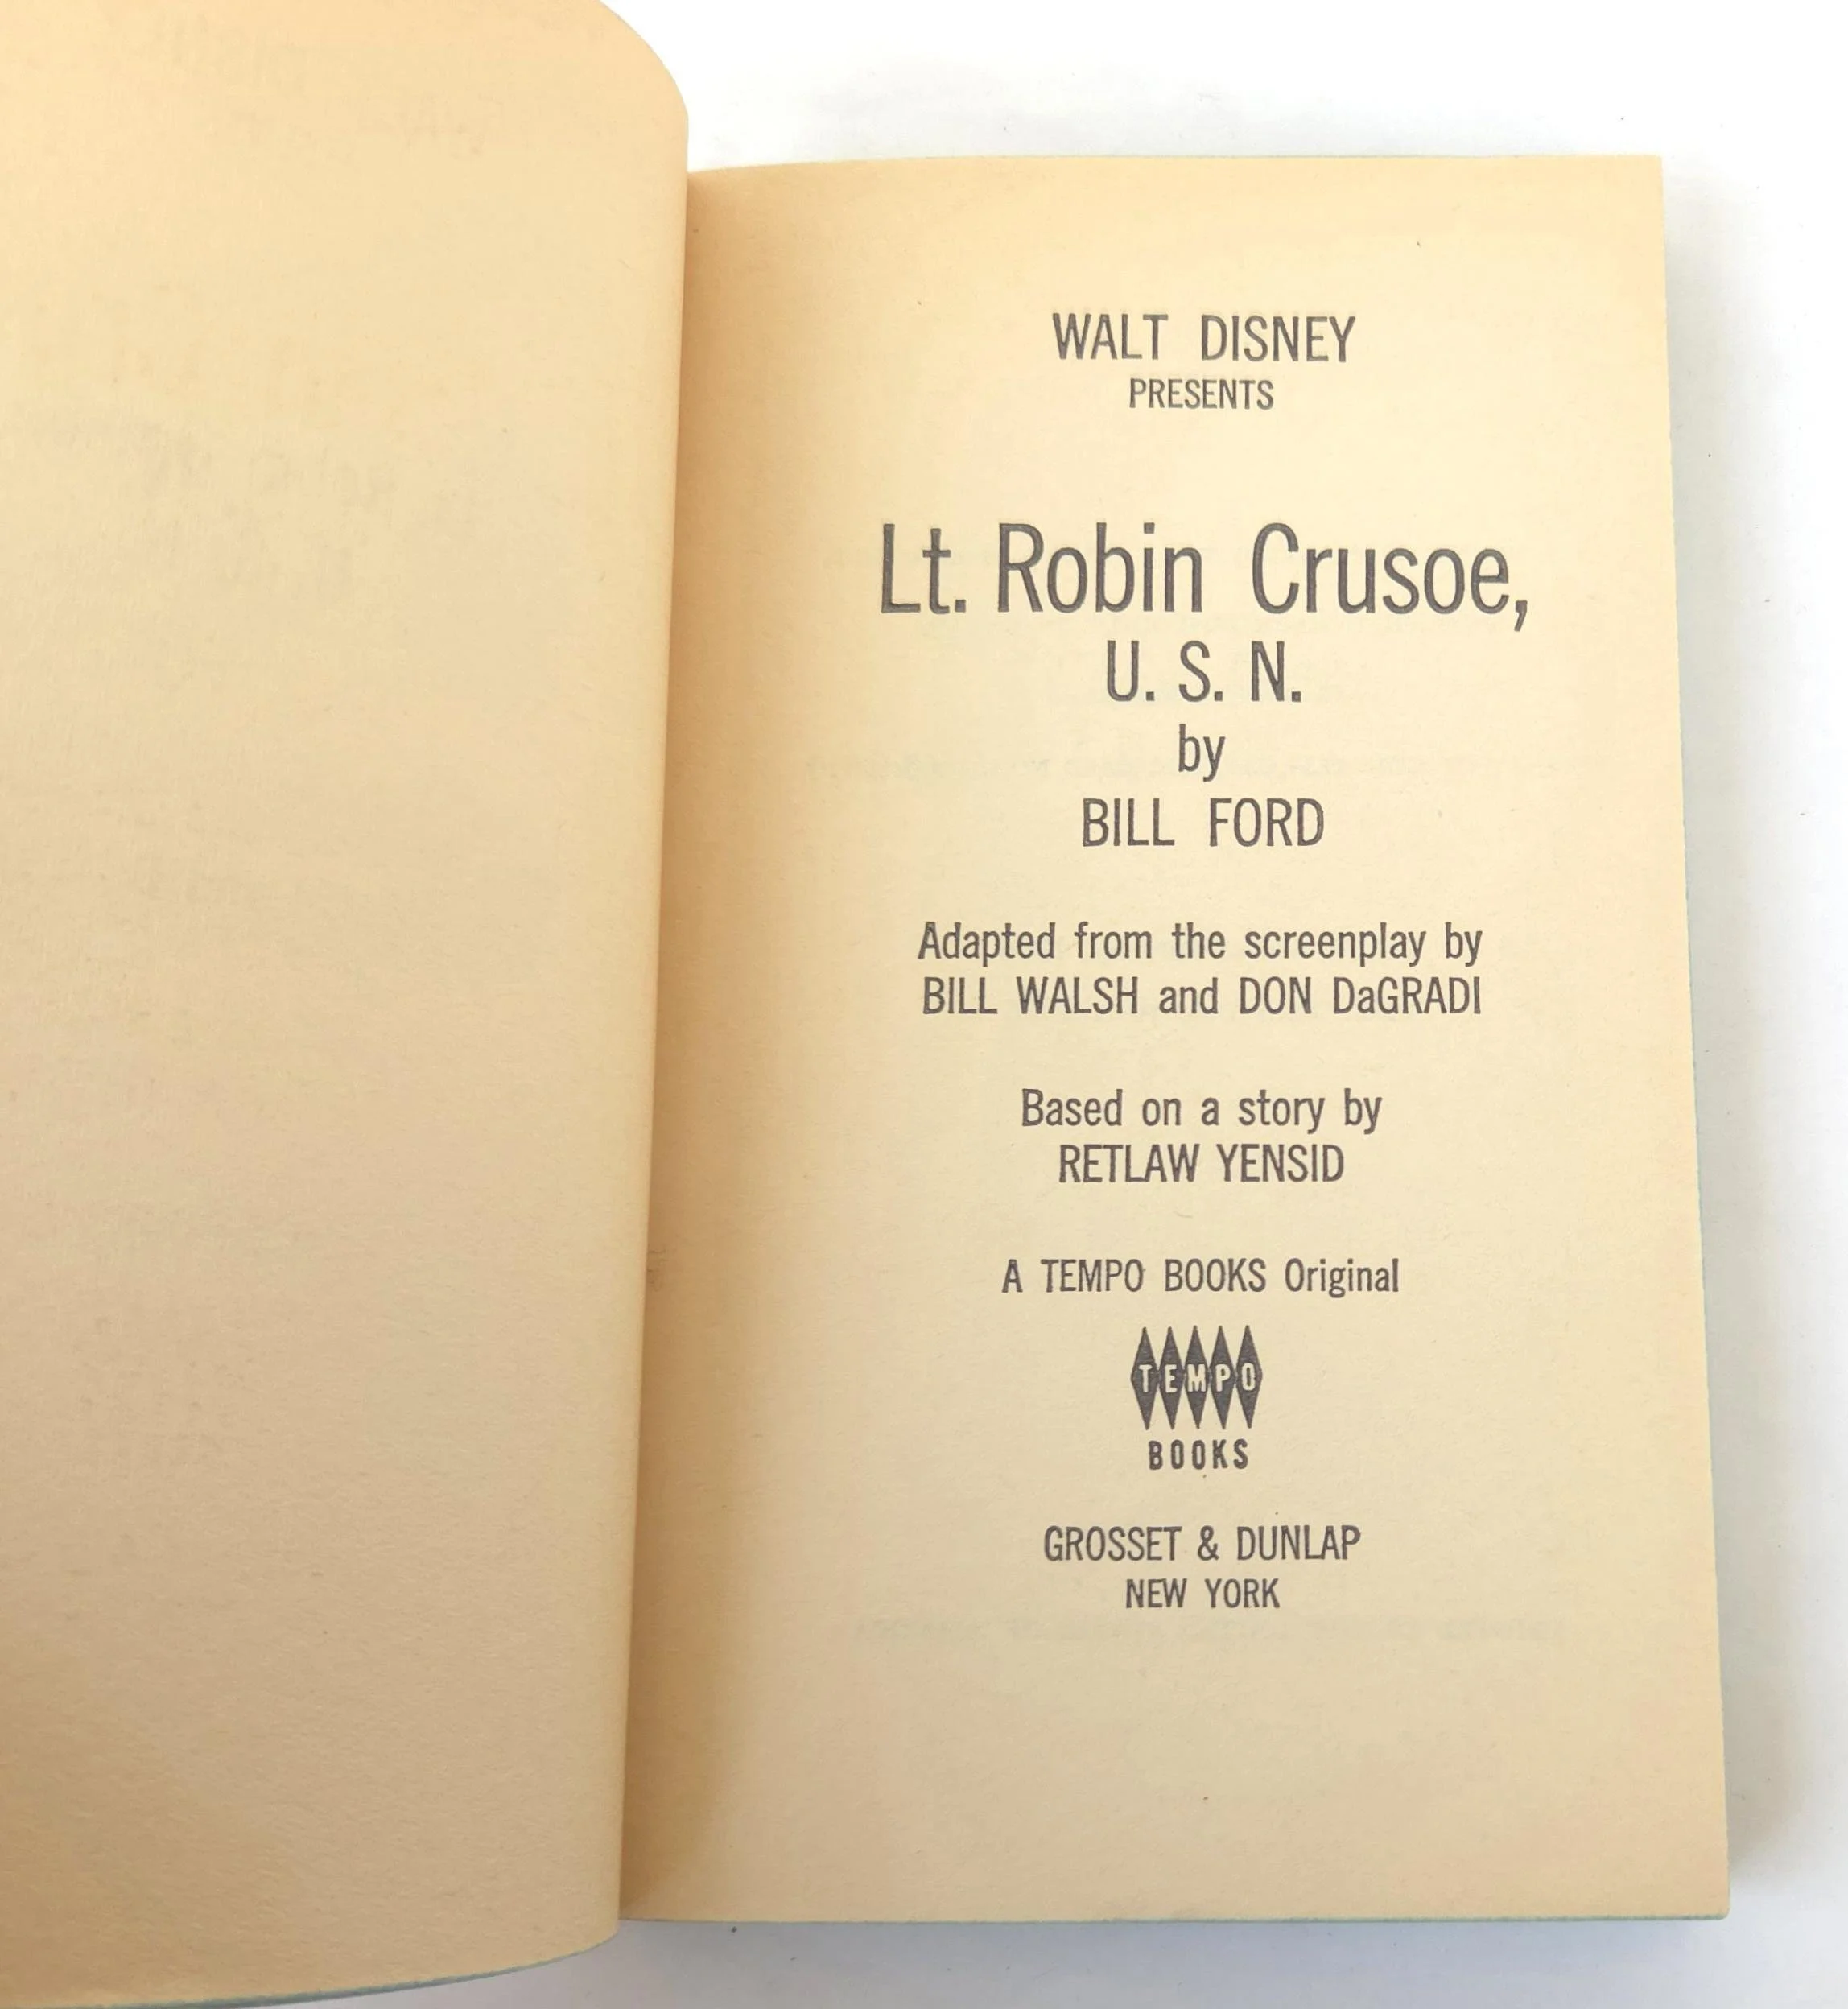 WALT DISNEY
PRESENTS
Lt. Robin Crusoe,
U. S. N.
by
BILL FORD
Adapted from the screenplay by
BILL WALSH and DON DaGRADI
Based on a story by
RETLAW YENSID
A TEMPO BOOKS Original
TEMPO
BOOKS
GROSSET & DUNLAP
NEW YORK